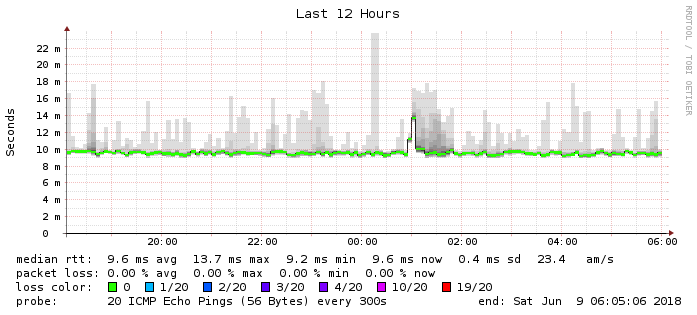 Last 12 Hours
RRDTOOL / TOBI OETIKER
Seconds
22 m
20 m
18 m
16 m
14 m
12 m
10 m
8 m
6 m
4 m
2 m
0
20:00 22:00 00:00 02:00 04:00 06:00
median rtt: 9.6 ms avg 13.7 ms max 9.2 ms min 9.6 ms now 0.4 ms sd 23.4 am/s
packet loss: 0.00 % avg 0.00 % max 0.00 % min 0.00 % now
loss color: 0 1/20 2/20 3/20 4/20 10/20 19/20
probe: 20 ICMP Echo Pings (56 Bytes) every 300s end: Sat Jun 9 06:05:06 2018